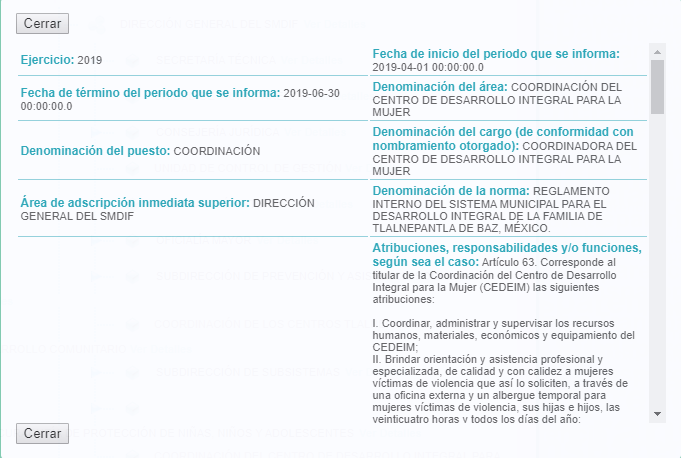 Cerrar
Ejercicio: 2019
Fecha de inicio del periodo que se informa:
2019-04-01 00:00:00.0
Fecha de término del periodo que se informa: 2019-06-30
00:00:00.0
Denominación del área: COORDINACIÓN DEL
CENTRO DE DESARROLLO INTEGRAL PARA LA
MUJER
Denominación del puesto: COORDINACIÓN
Denominación del cargo (de conformidad con
nombramiento otorgado): COORDINADORA DEL
CENTRO DE DESARROLLO INTEGRAL PARA LA
MUJER
Área de adscripción inmediata superior: DIRECCIÓN
GENERAL DEL SMDIF
Denominación de la norma: REGLAMENTO
INTERNO DEL SISTEMA MUNICIPAL PARA EL
DESARROLLO INTEGRAL DE LA FAMILIA DE
TLALNEPANTLA DE BAZ, MÉXICO.
Atribuciones, responsabilidades y/o funciones,
según sea el caso: Artículo 63. Corresponde al
titular de la Coordinación del Centro de Desarrollo
Integral para la Mujer (CEDEIM) las siguientes
atribuciones:
I. Coordinar, administrar y supervisar los recursos
humanos, materiales, económicos y equipamiento del
CEDEIM;
II. Brindar orientación y asistencia profesional y
especializada, de calidad y con calidez a mujeres
víctimas de violencia que así lo soliciten, a través de
una oficina externa y un albergue temporal para
mujeres víctimas de violencia, sus hijas e hijos, las
veinticuatro horas y todos los días del año;
Cerrar